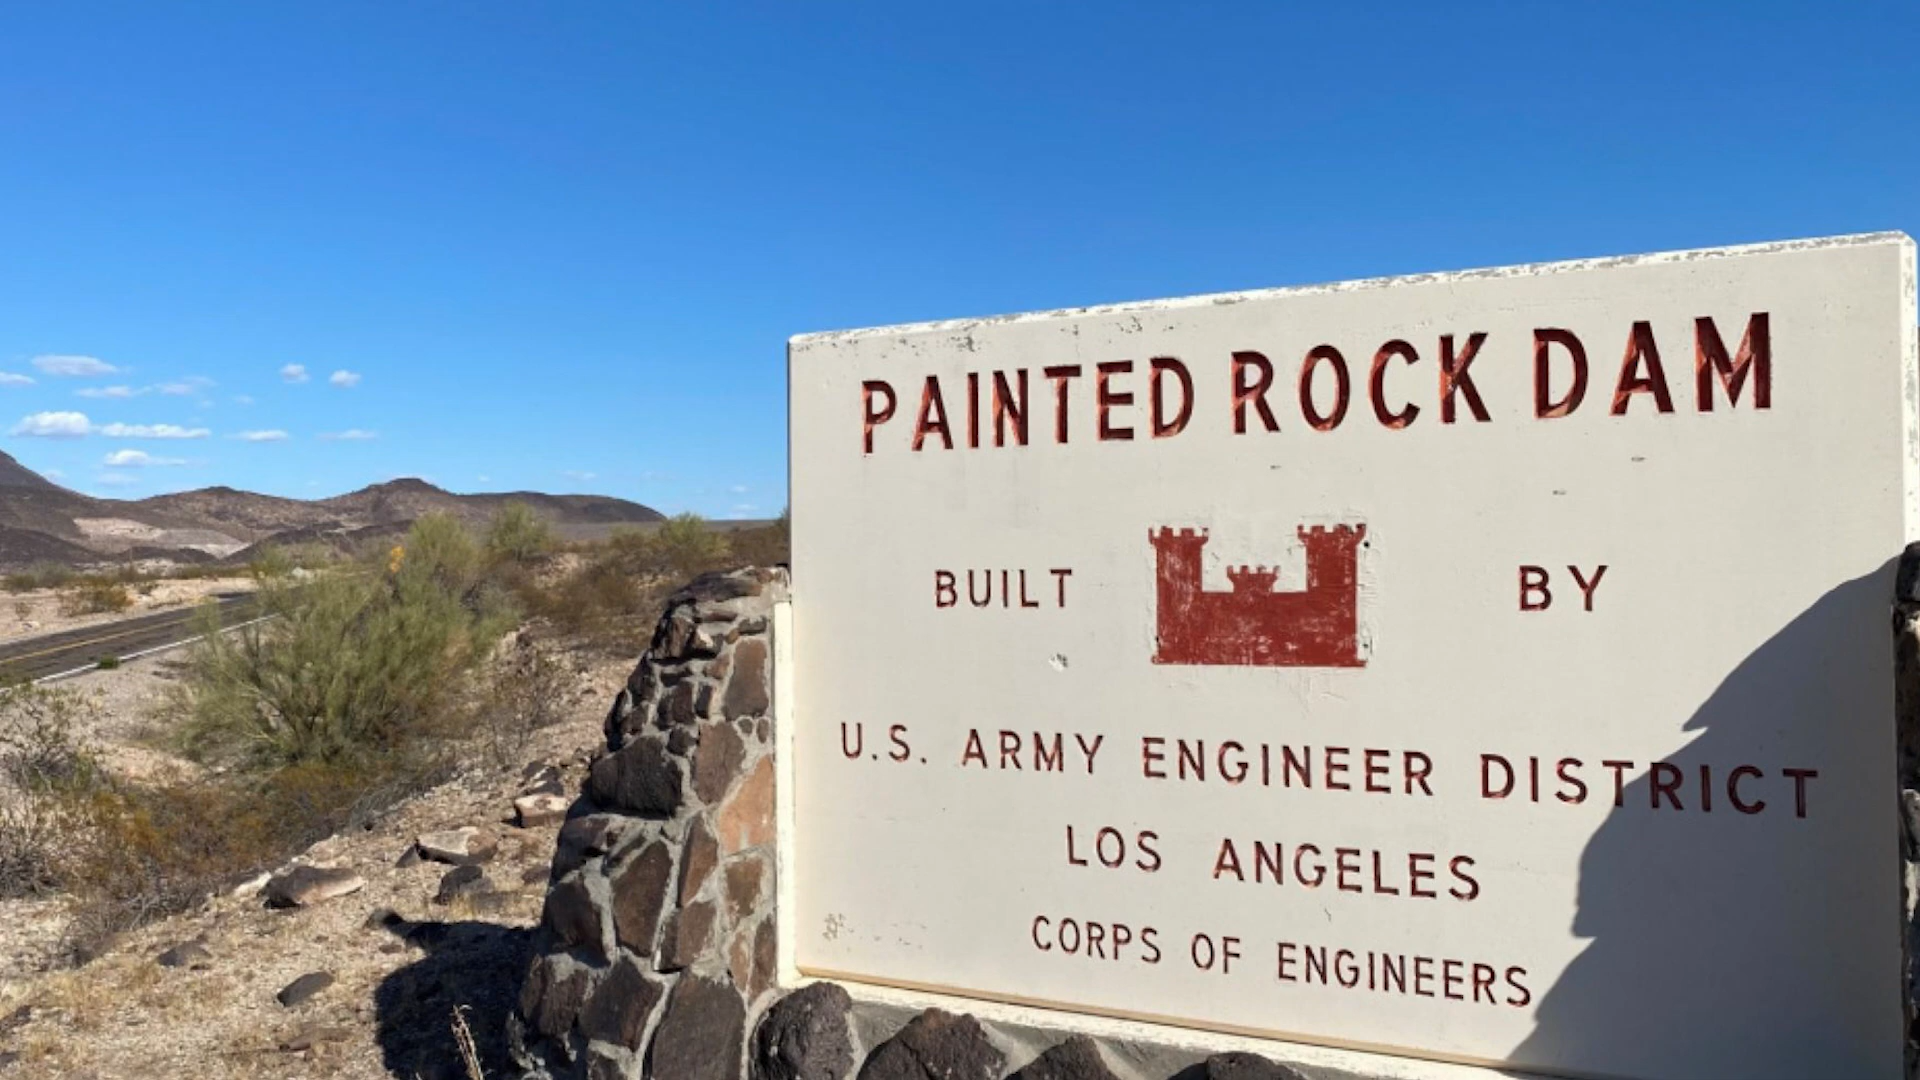 PAINTED ROCK DAM
BUILT BY
U.S. ARMY ENGINEER DISTRICT
LOS ANGELES
CORPS OF ENGINEERS